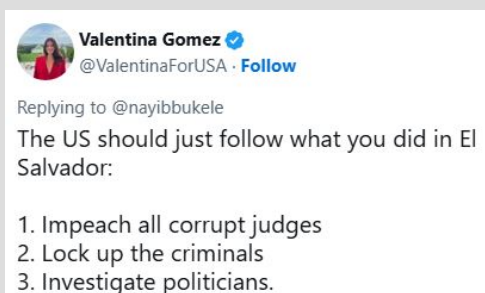 Valentina Gomez
@ValentinaForUSA · Follow
Replying to @nayibbukele
The US should just follow what you did in El
Salvador:
1. Impeach all corrupt judges
2. Lock up the criminals
3. Investigate politicians.